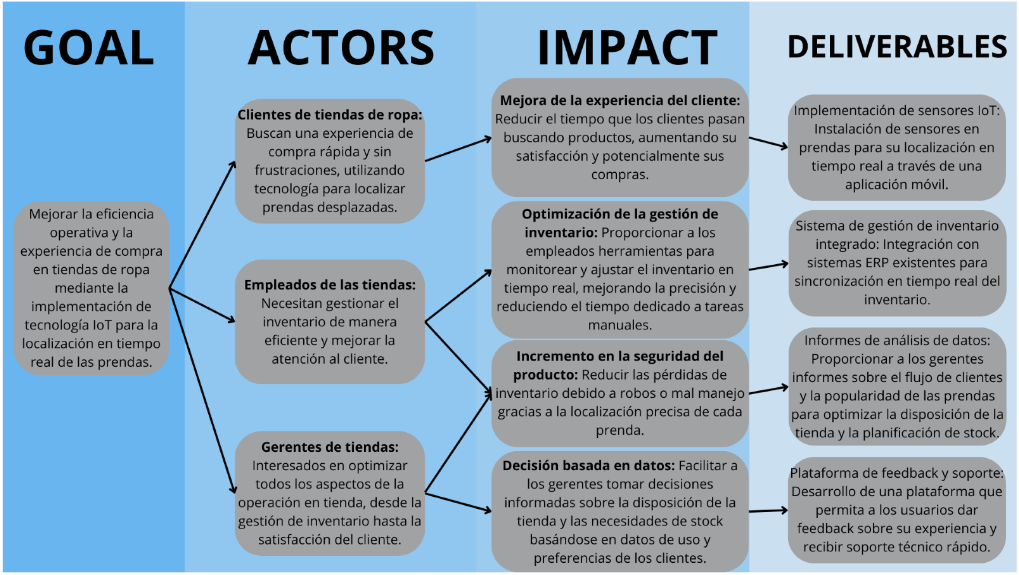 GOAL
ACTORS
IMPACT
DELIVERABLES
Mejorar la eficiencia
operativa y la
experiencia de compra
en tiendas de ropa
mediante la
implementación de
tecnología IoT para la
localización en tiempo
real de las prendas.
Clientes de tiendas de ropa:
Buscan una experiencia de
compra rápida y sin
frustraciones, utilizando
tecnología para localizar
prendas desplazadas.
Empleados de las tiendas:
Necesitan gestionar el
inventario de manera
eficiente y mejorar la
atención al cliente.
Gerentes de tiendas:
Interesados en optimizar
todos los aspectos de la
operación en tienda, desde la
gestión de inventario hasta la
satisfacción del cliente.
Mejora de la experiencia del cliente:
Reducir el tiempo que los clientes pasan
buscando productos, aumentando su
satisfacción y potencialmente sus
compras.
Optimización de la gestión de
inventario: Proporcionar a los
empleados herramientas para
monitorear y ajustar el inventario en
tiempo real, mejorando la precisión y
reduciendo el tiempo dedicado a tareas
manuales.
Incremento en la seguridad del
producto: Reducir las pérdidas de
inventario debido a robos o mal manejo
gracias a la localización precisa de cada
prenda.
Decisión basada en datos: Facilitar a
los gerentes tomar decisiones
informadas sobre la disposición de la
tienda y las necesidades de stock
basándose en datos de uso y
preferencias de los clientes.
Implementación de sensores IoT:
Instalación de sensores en
prendas para su localización en
tiempo real a través de una
aplicación móvil.
Sistema de gestión de inventario
integrado: Integración con
sistemas ERP existentes para
sincronización en tiempo real del
inventario.
Informes de análisis de datos:
Proporcionar a los gerentes
informes sobre el flujo de clientes
y la popularidad de las prendas
para optimizar la disposición de la
tienda y la planificación de stock.
Plataforma de feedback y soporte:
Desarrollo de una plataforma que
permita a los usuarios dar
feedback sobre su experiencia y
recibir soporte técnico rápido.